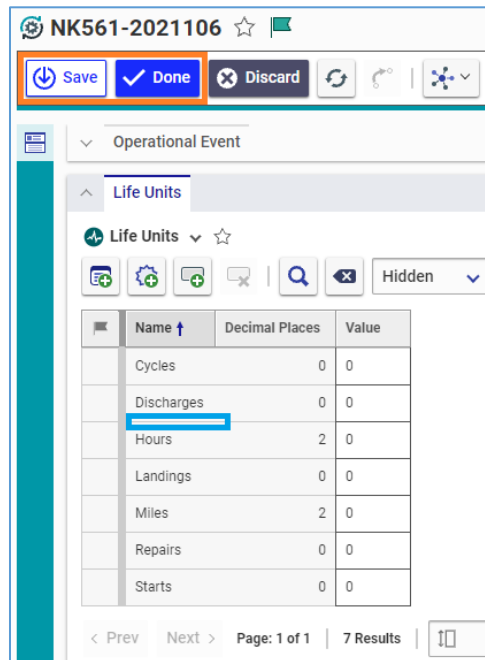 NK561-2021106
Save Done Discard
Operational Event
Life Units
Life Units
Hidden
Name Decimal Places Value
Cycles 0 0
Discharges 0 0
Hours 2 0
Landings 0 0
Miles 2 0
Repairs 0 0
Starts 0 0
< Prev Next > Page: 1 of 1 7 Results